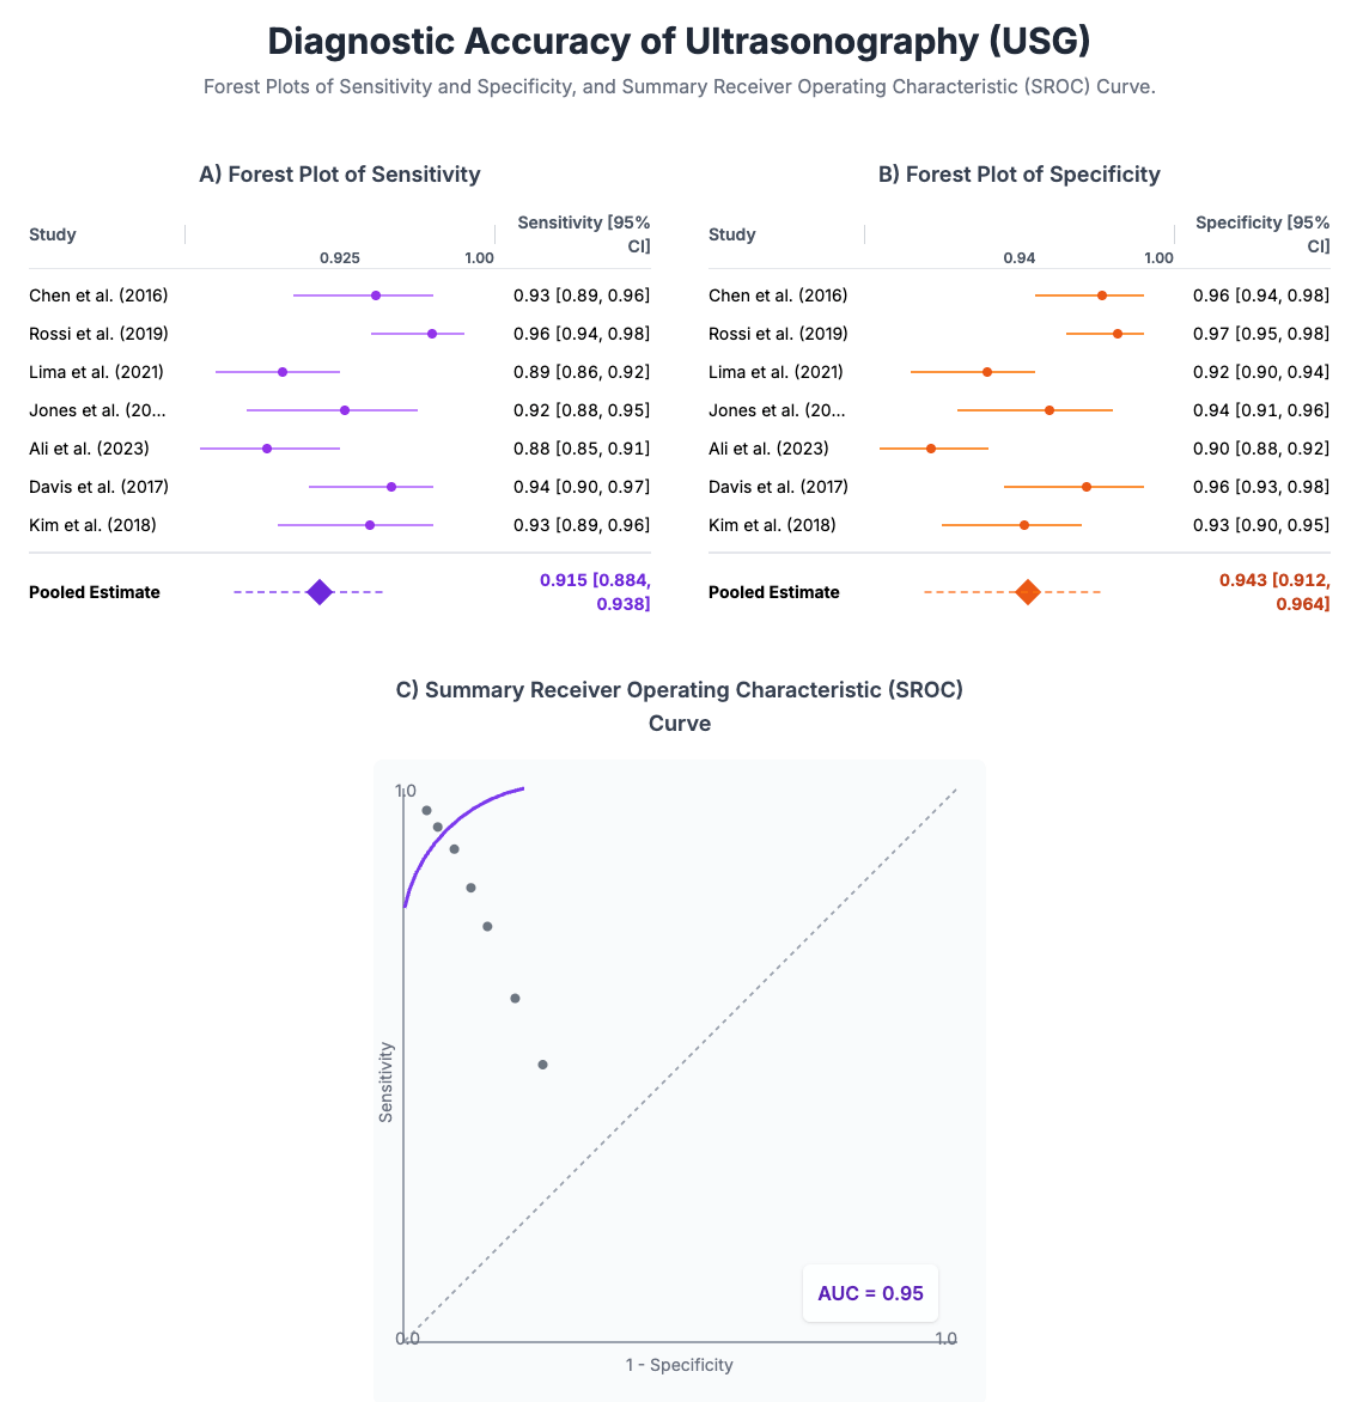 Diagnostic Accuracy of Ultrasonography (USG)
Forest Plots of Sensitivity and Specificity, and Summary Receiver Operating Characteristic (SROC) Curve.
A) Forest Plot of Sensitivity
Study
Sensitivity [95%
CI]
0.925 1.00
Chen et al. (2016) 0.93 [0.89, 0.96]
Rossi et al. (2019) 0.96 [0.94, 0.98]
Lima et al. (2021) 0.89 [0.86, 0.92]
Jones et al. (20... 0.92 [0.88, 0.95]
Ali et al. (2023) 0.88 [0.85, 0.91]
Davis et al. (2017) 0.94 [0.90, 0.97]
Kim et al. (2018) 0.93 [0.89, 0.96]
Pooled Estimate 0.915 [0.884,
0.938]
B) Forest Plot of Specificity
Study
Specificity [95%
CI]
0.94 1.00
Chen et al. (2016) 0.96 [0.94, 0.98]
Rossi et al. (2019) 0.97 [0.95, 0.98]
Lima et al. (2021) 0.92 [0.90, 0.94]
Jones et al. (20... 0.94 [0.91, 0.96]
Ali et al. (2023) 0.90 [0.88, 0.92]
Davis et al. (2017) 0.96 [0.93, 0.98]
Kim et al. (2018) 0.93 [0.90, 0.95]
Pooled Estimate 0.943 [0.912,
0.964]
C) Summary Receiver Operating Characteristic (SROC)
Curve
1.0
Sensitivity
AUC = 0.95
0.0 1.0
1 - Specificity